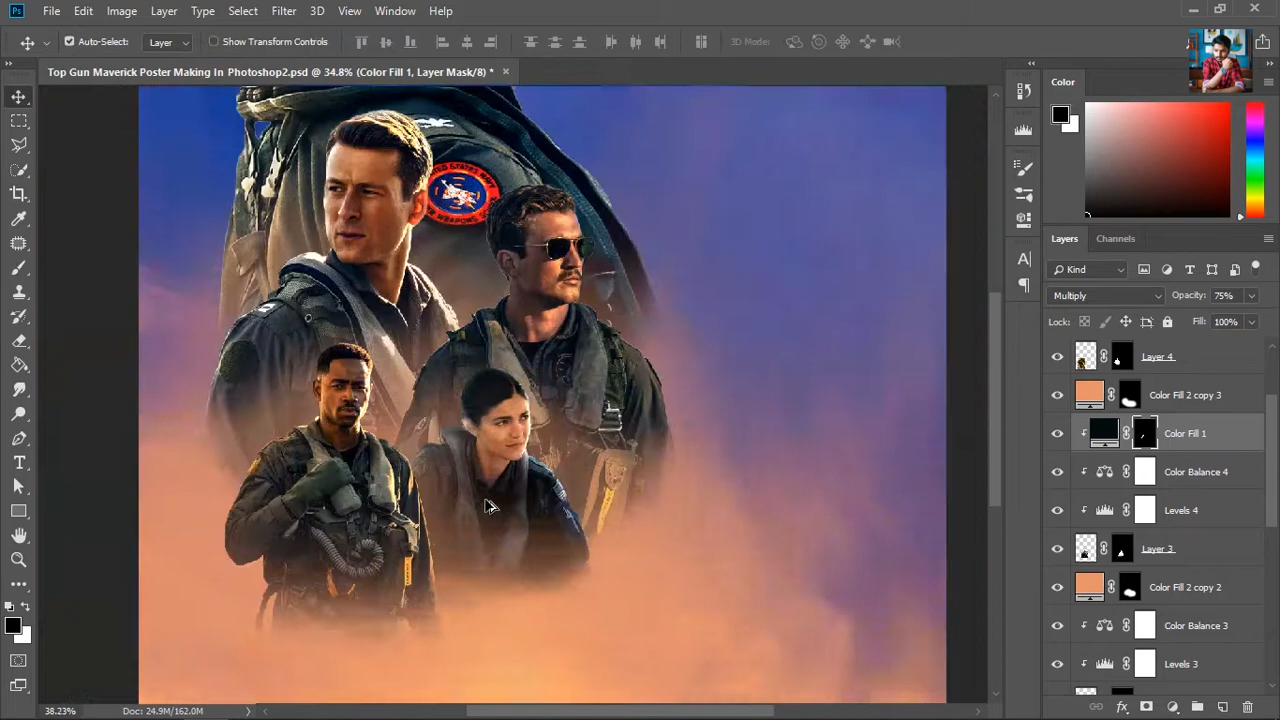 Ps File Edit Image Layer Type Select Filter 3D View Window Help
Auto-Select: Layer Show Transform Controls 3D Mode:
Top Gun Maverick Poster Making In Photoshop2.psd @ 34.8% (Color Fill 1, Layer Mask/8) *
Color
Layers Channels
Kind
Multiply Opacity: 75%
Lock: Fill: 100%
Layer 4
Color Fill 2 copy 3
Color Fill 1
Color Balance 4
Levels 4
Layer 3
Color Fill 2 copy 2
Color Balance 3
Levels 3
UNITED STATES NAVY
38.23% Doc: 24.9M/162.0M